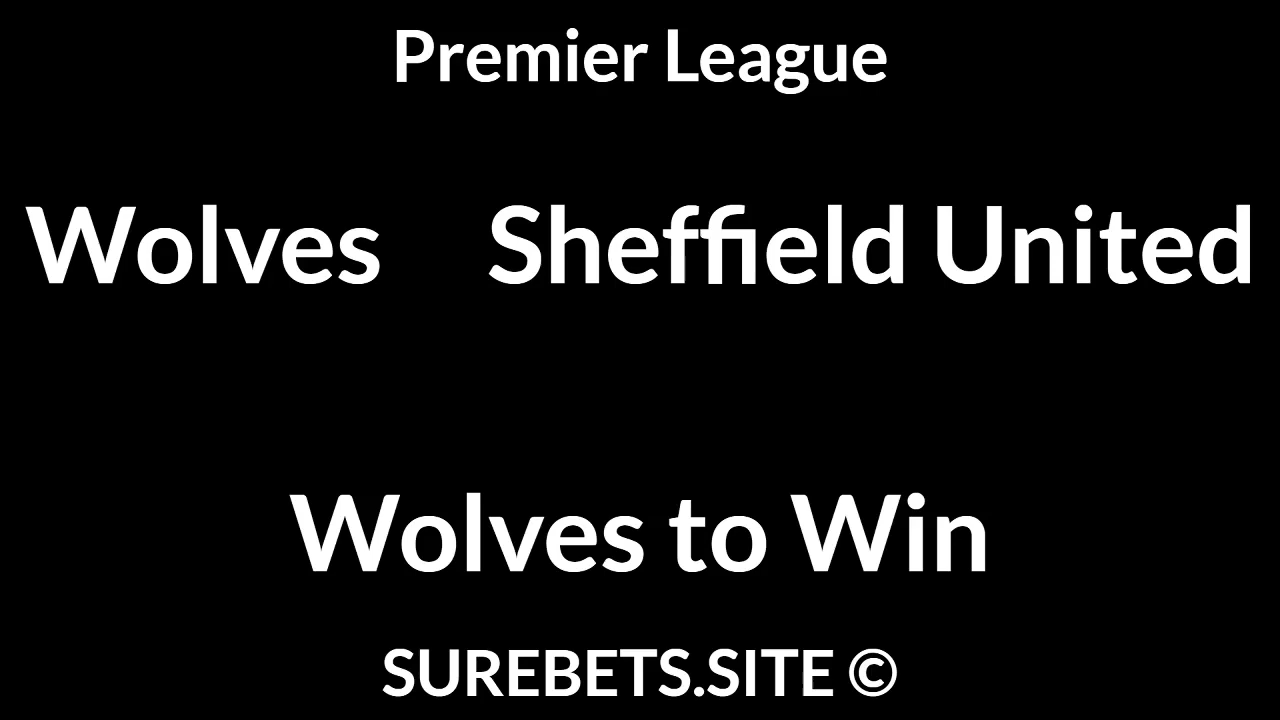 Premier League
Wolves Sheffield United
Wolves to Win
SUREBETS.SITE ©